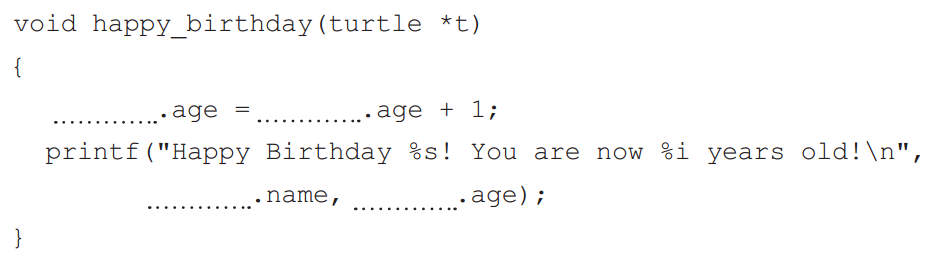 void happy_birthday(turtle *t)
{
.............age = .............age + 1;
printf("Happy Birthday %s! You are now %i years old!\n",
.............name, .............age);
}